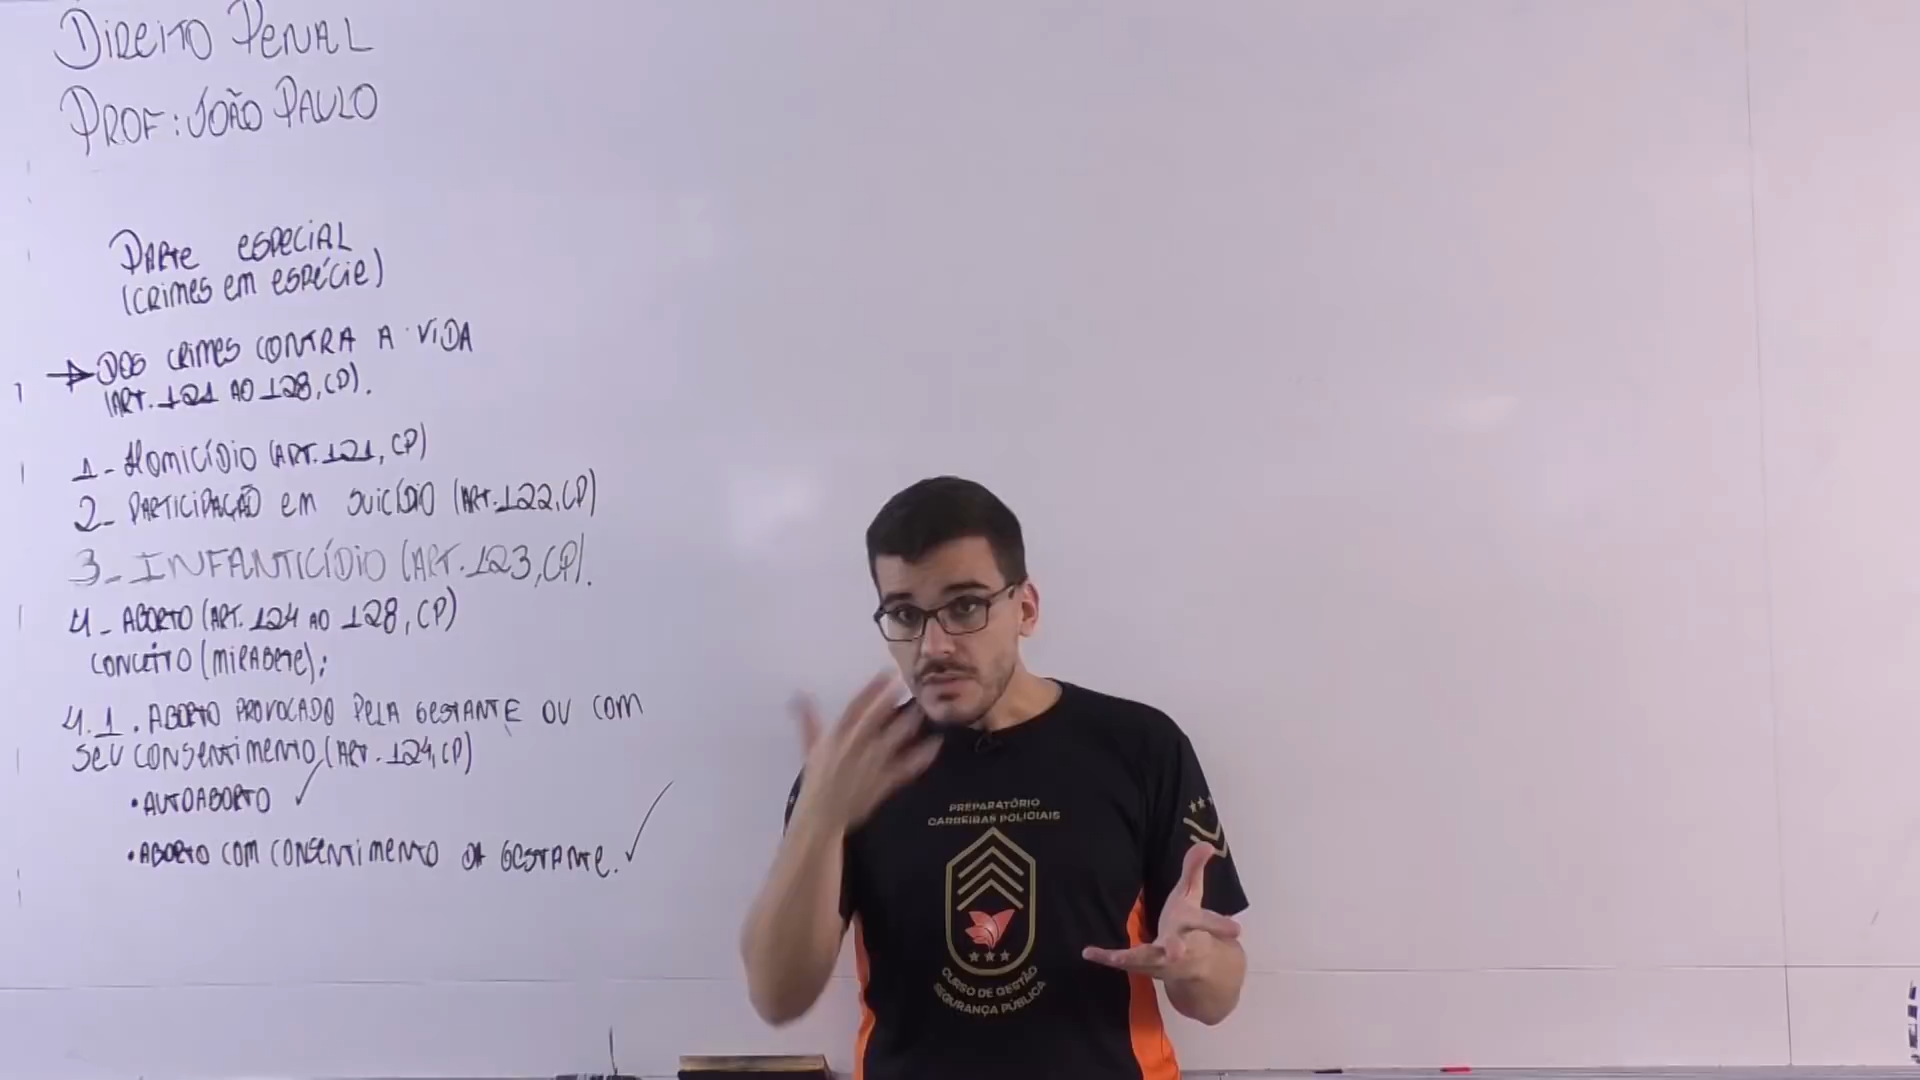 Direito Penal
Prof: João Paulo
Parte especial
(crimes em espécie)
→ Dos crimes contra a vida
(Art. 121 ao 128, CP).
1- Homicídio (Art. 121, CP)
2- Participação em suicídio (Art. 122, CP)
3- Infanticídio (Art. 123, CP).
4- Aborto (Art. 124 ao 128, CP)
Conceito (Mirabete);
4.1. Aborto provocado pela gestante ou com
seu consentimento (Art. 124, CP)
• Autoaborto ✓
• Aborto com consentimento da gestante. ✓
PREPARATÓRIO
CARREIRAS POLICIAIS
CURSO DE GESTÃO
SEGURANÇA PÚBLICA